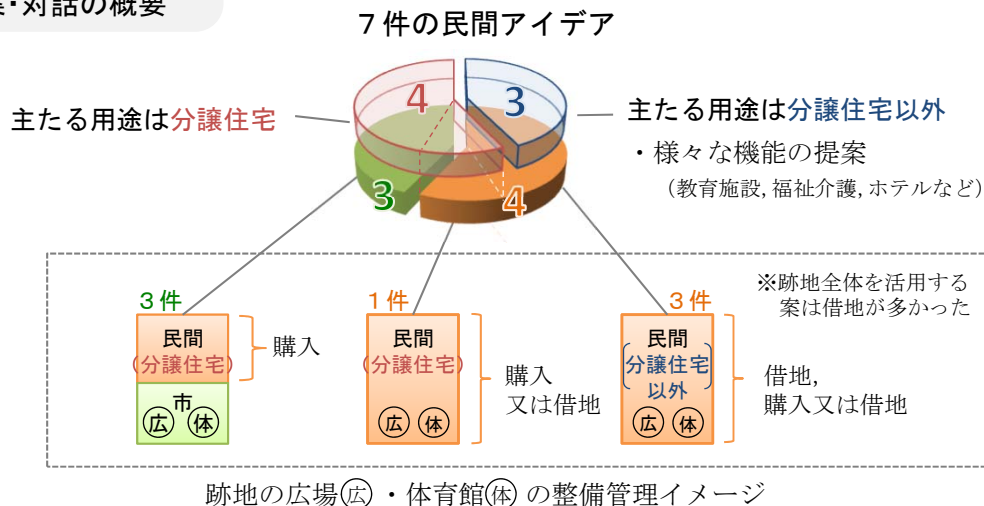 ・対話の概要
7件の民間アイデア
主たる用途は分譲住宅
4
3
主たる用途は分譲住宅以外
・様々な機能の提案
（教育施設,福祉介護,ホテルなど）
3
4
※跡地全体を活用する
案は借地が多かった
3件
民間
(分譲住宅)
購入
市
広 体
1件
民間
(分譲住宅)
広 体
購入
又は借地
3件
民間
分譲住宅
以外
広 体
借地,
購入又は借地
跡地の広場広・体育館体の整備管理イメージ